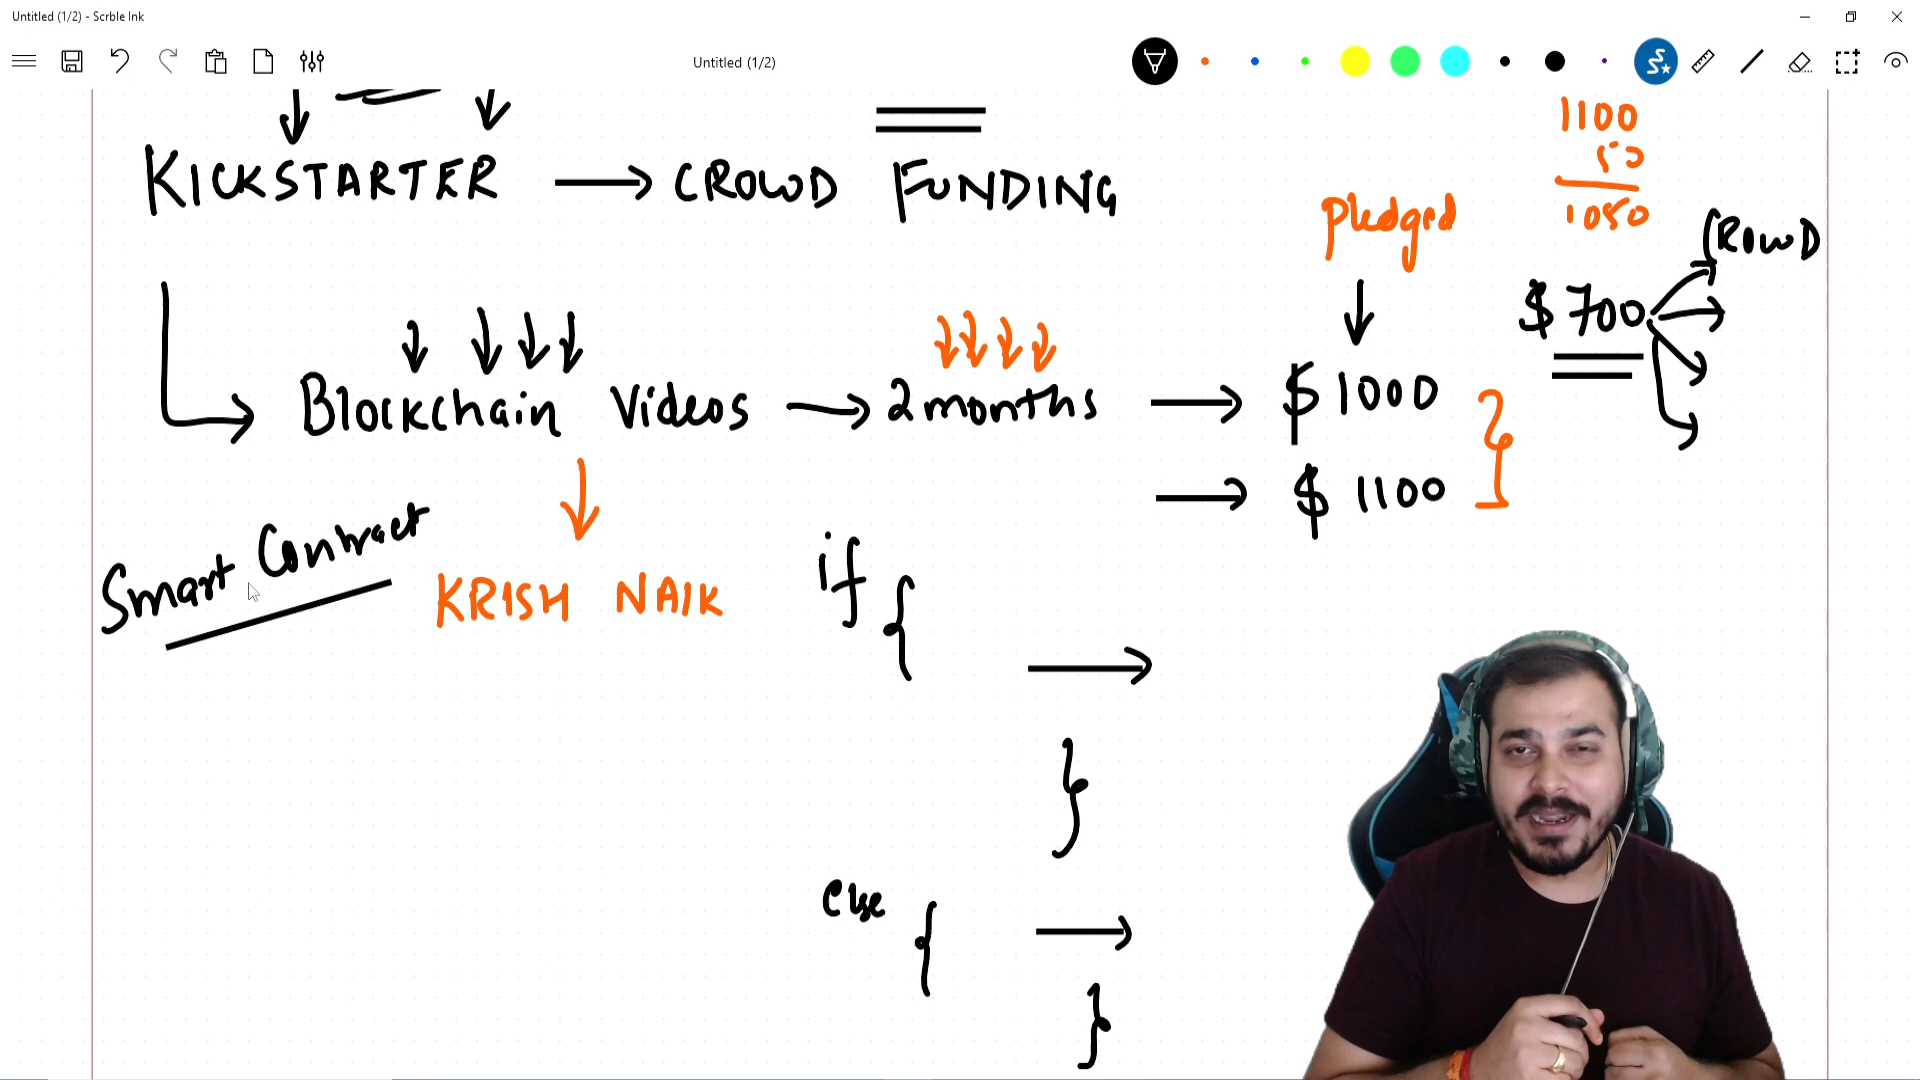 Untitled (1/2) - Scrble Ink
Untitled (1/2)
1100
50
1050
KICKSTARTER → CROWD FUNDING
Pledged
CROWD
$ 700
Blockchain Videos → 2 months → $ 1000
→ $ 1100
Smart Contract
KRISH NAIK
if {
}
else {
}